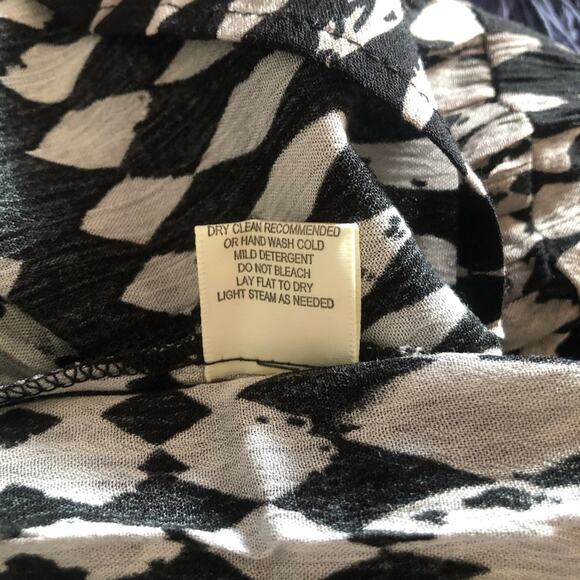 DRY CLEAN RECOMMENDED
OR HAND WASH COLD
MILD DETERGENT
DO NOT BLEACH
LAY FLAT TO DRY
LIGHT STEAM AS NEEDED